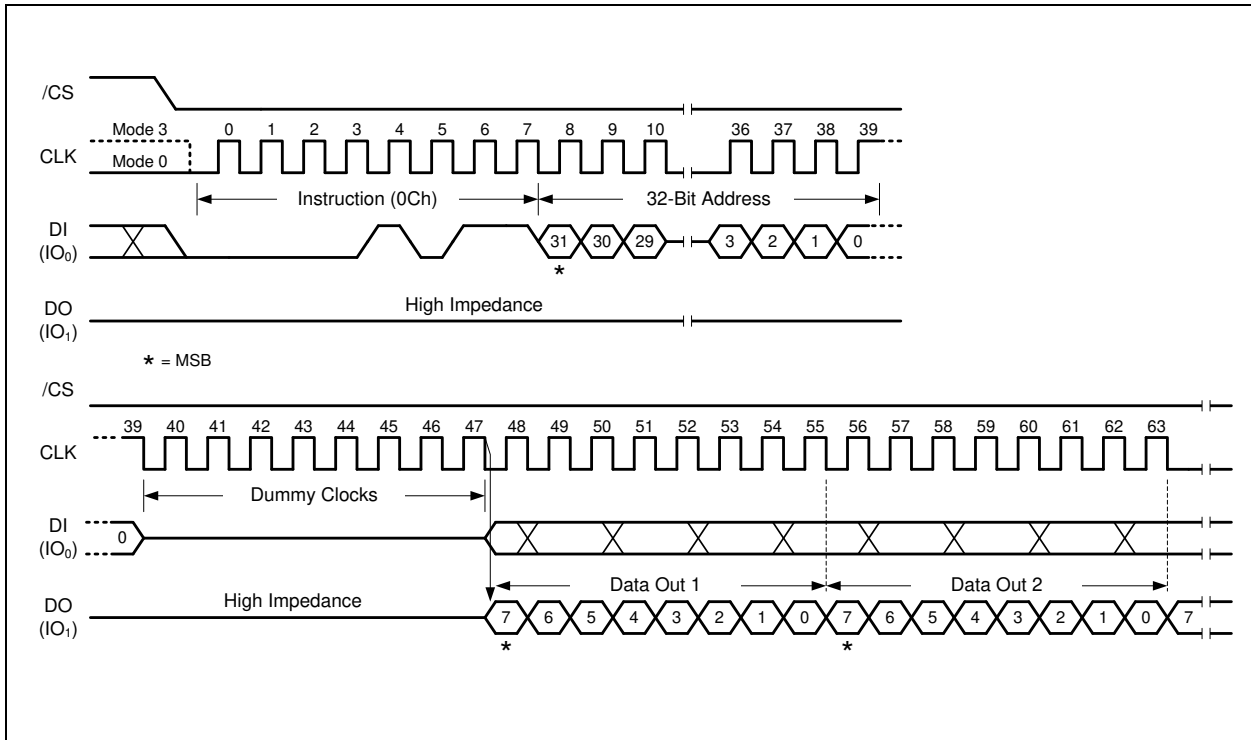 /CS
Mode 3 0 1 2 3 4 5 6 7 8 9 10 36 37 38 39
CLK
Mode 0
Instruction (0Ch) 32-Bit Address
DI
(IO₀)
31 30 29 3 2 1 0
*
High Impedance
DO
(IO₁)
* = MSB
/CS
39 40 41 42 43 44 45 46 47 48 49 50 51 52 53 54 55 56 57 58 59 60 61 62 63
CLK
Dummy Clocks
DI
(IO₀)
0
Data Out 1 Data Out 2
High Impedance
DO
(IO₁)
7 6 5 4 3 2 1 0 7 6 5 4 3 2 1 0 7
* *